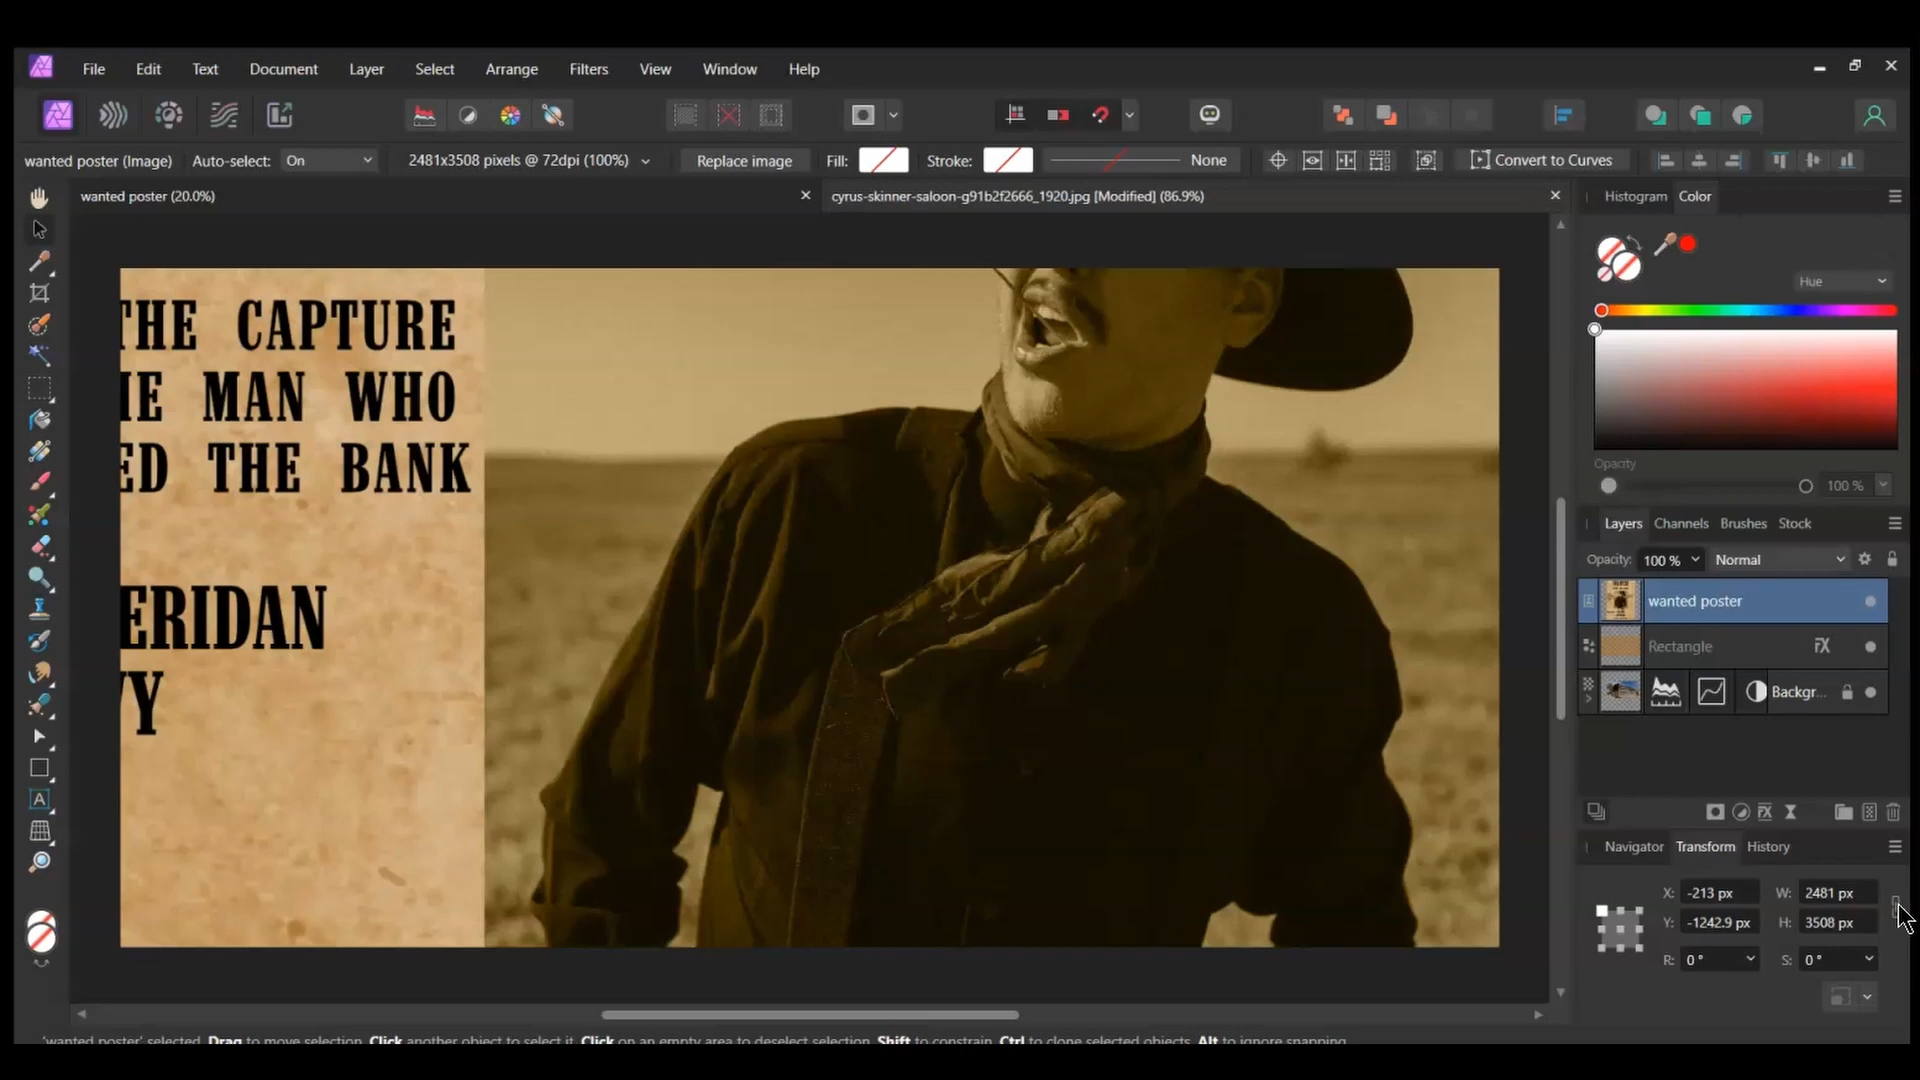 File Edit Text Document Layer Select Arrange Filters View Window Help
wanted poster (Image) Auto-select: On 2481x3508 pixels @ 72dpi (100%) Replace image Fill: Stroke: None Convert to Curves
wanted poster (20.0%) cyrus-skinner-saloon-g91b2f2666_1920.jpg [Modified] (86.9%)
Histogram Color
Hue
Opacity
100 %
Layers Channels Brushes Stock
Opacity: 100 % Normal
wanted poster
Rectangle FX
Backgr...
Navigator Transform History
X: -213 px W: 2481 px
Y: -1242.9 px H: 3508 px
R: 0 ° S: 0 °
THE CAPTURE
HE MAN WHO
ED THE BANK
ERIDAN
Y
'wanted poster' selected. Drag to move selection. Click another object to select it. Click on an empty area to deselect selection. Shift to constrain. Ctrl to clone selected objects. Alt to ignore snapping.